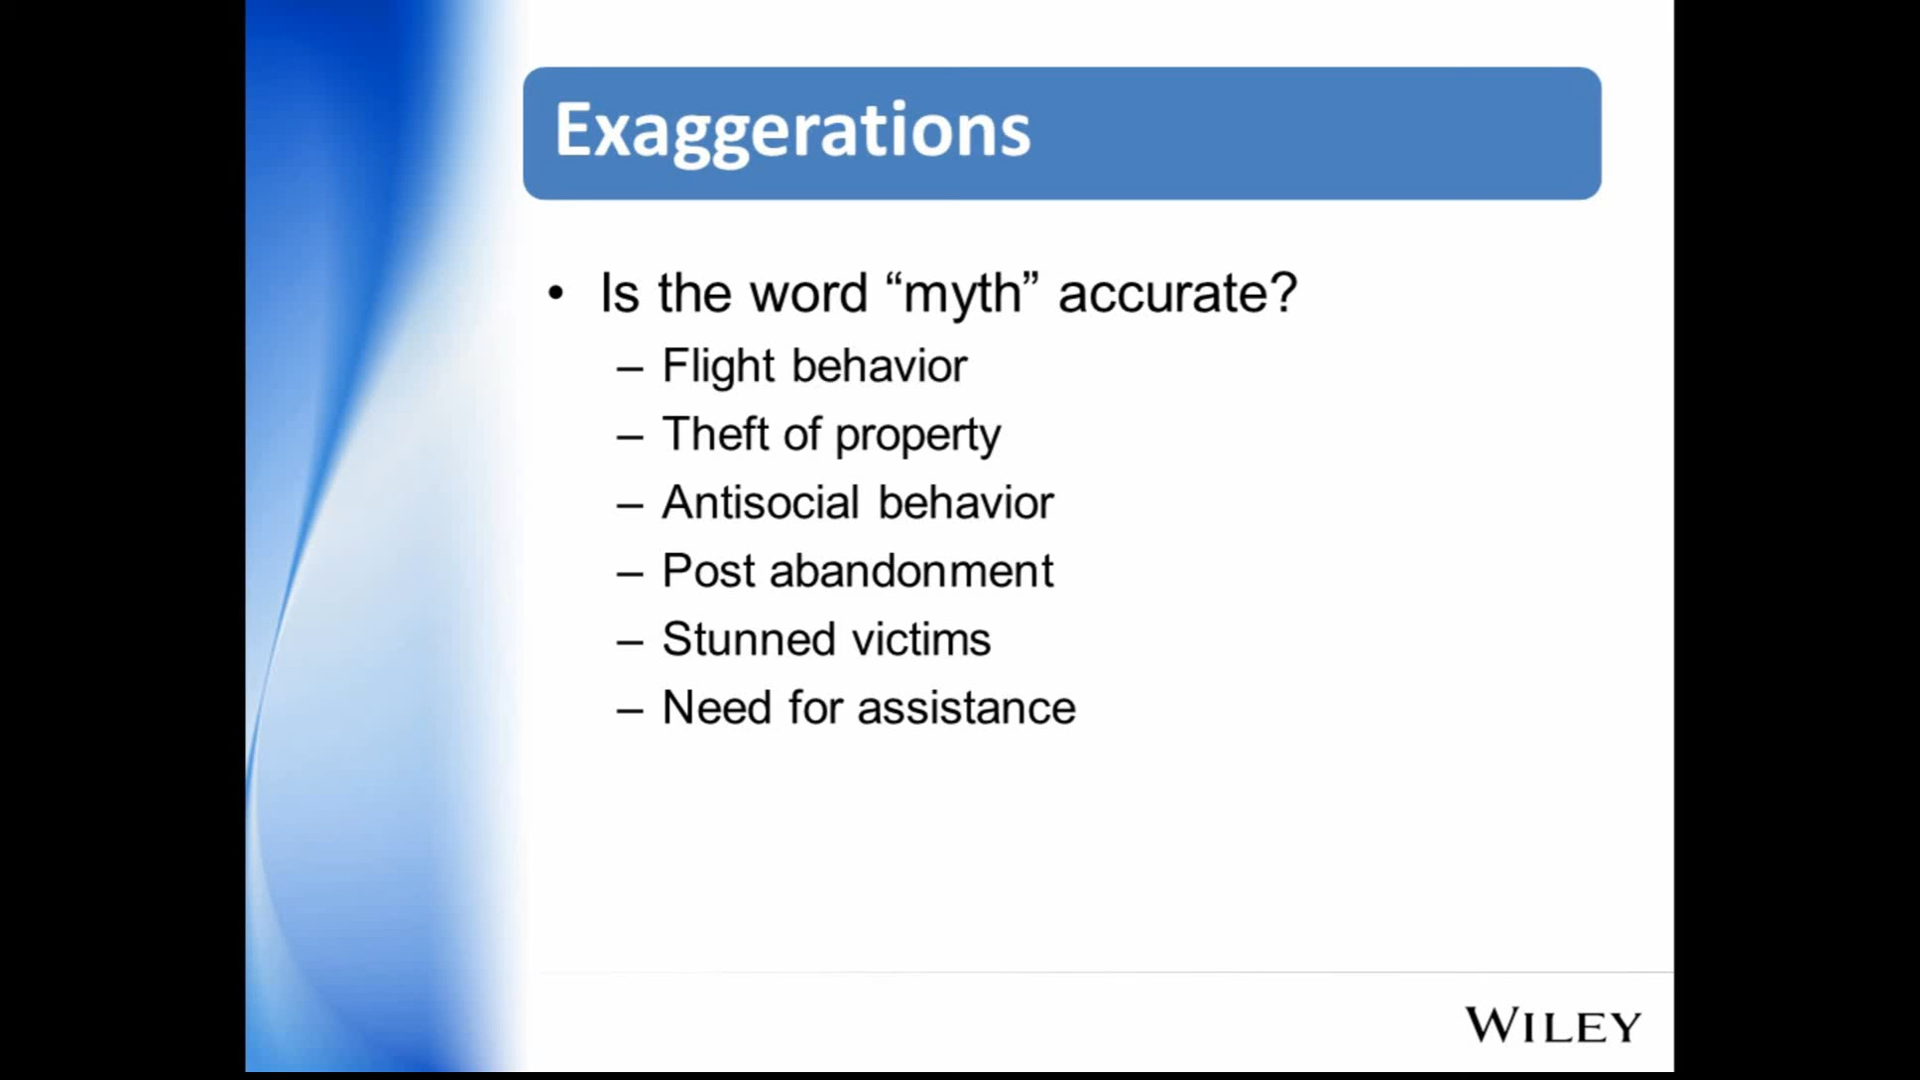 Exaggerations
• Is the word “myth” accurate?
– Flight behavior
– Theft of property
– Antisocial behavior
– Post abandonment
– Stunned victims
– Need for assistance
WILEY